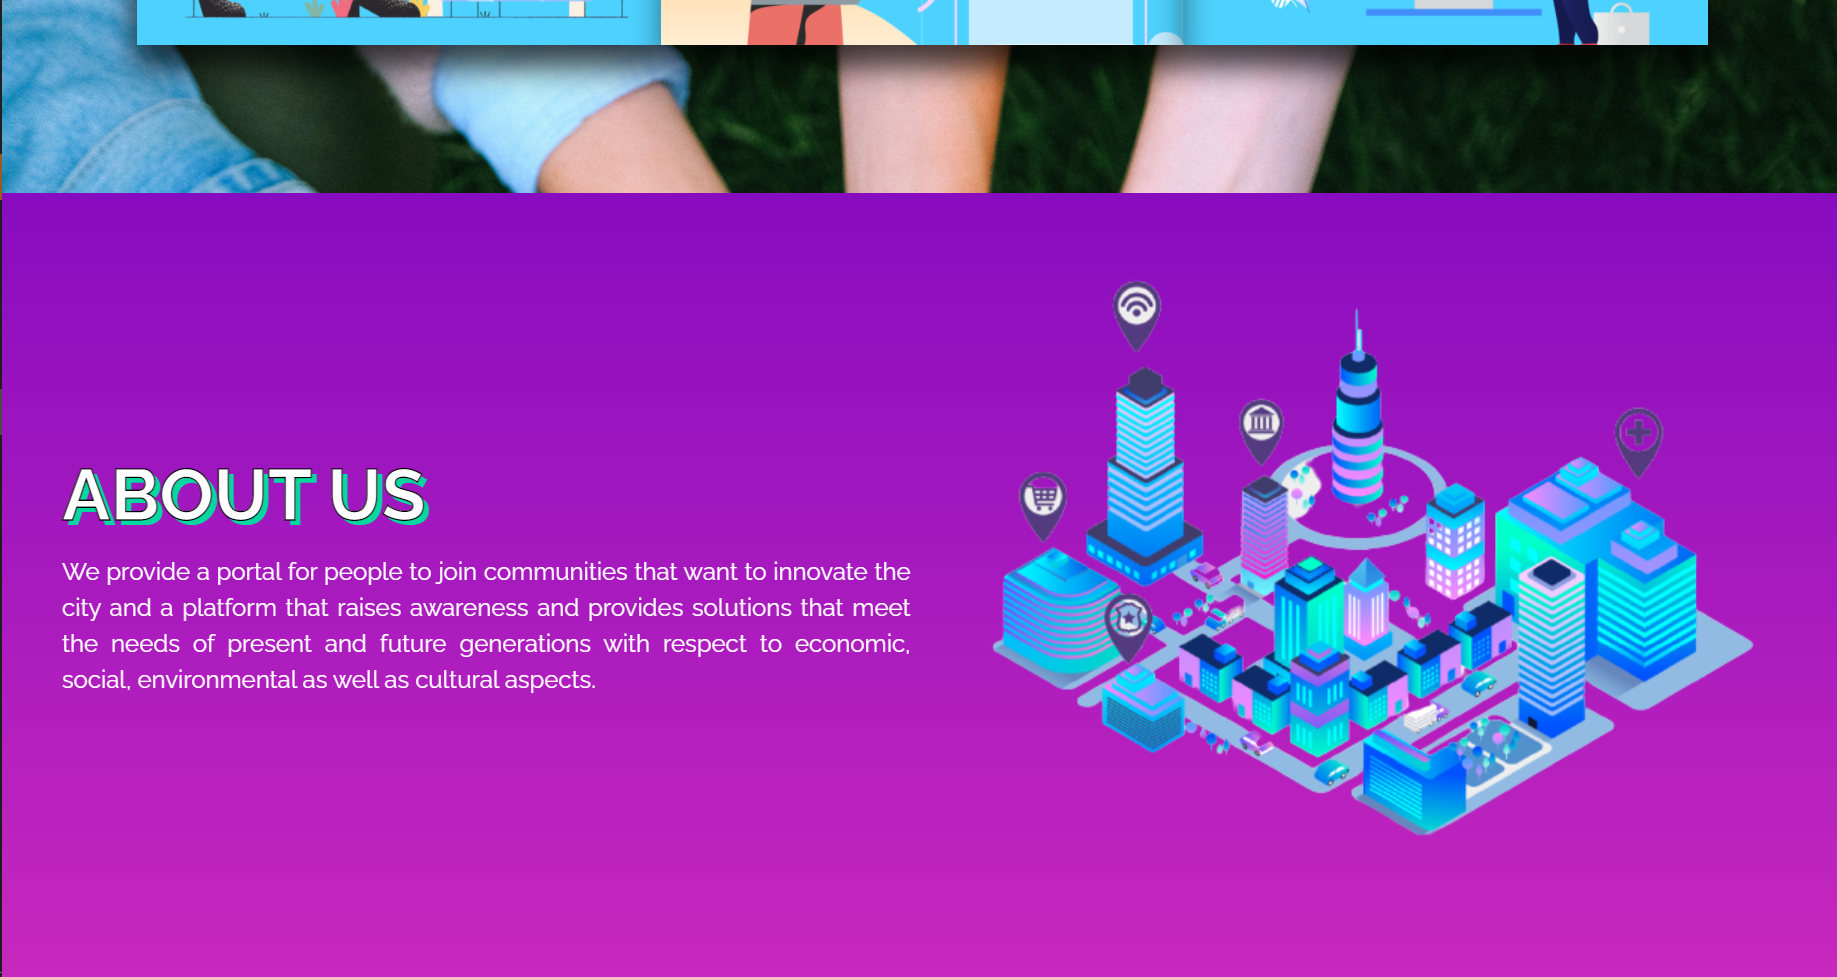 ABOUT US
We provide a portal for people to join communities that want to innovate the
city and a platform that raises awareness and provides solutions that meet
the needs of present and future generations with respect to economic,
social, environmental as well as cultural aspects.